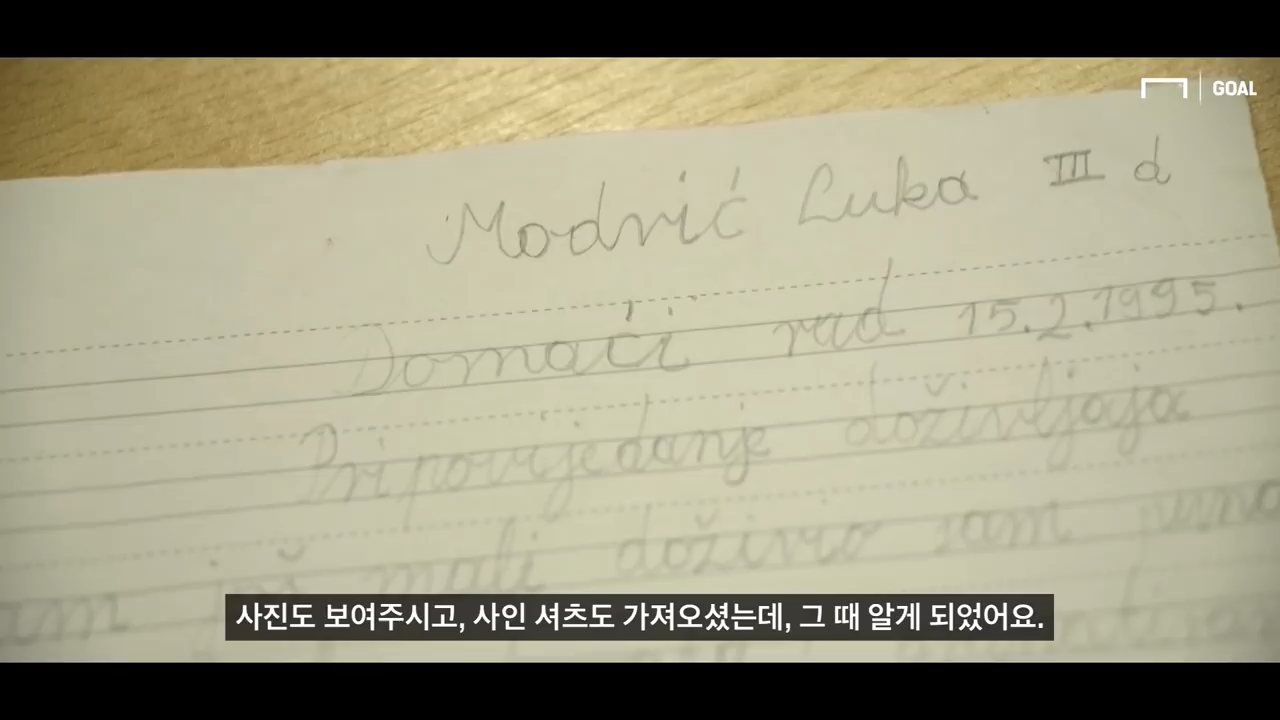 GOAL
Modrić Luka III d
Domaći rad 15.2.1995.
Pripovijedanje doživljaja
još mali doživio sam puno
사진도 보여주시고, 사인 셔츠도 가져오셨는데, 그 때 알게 되었어요.